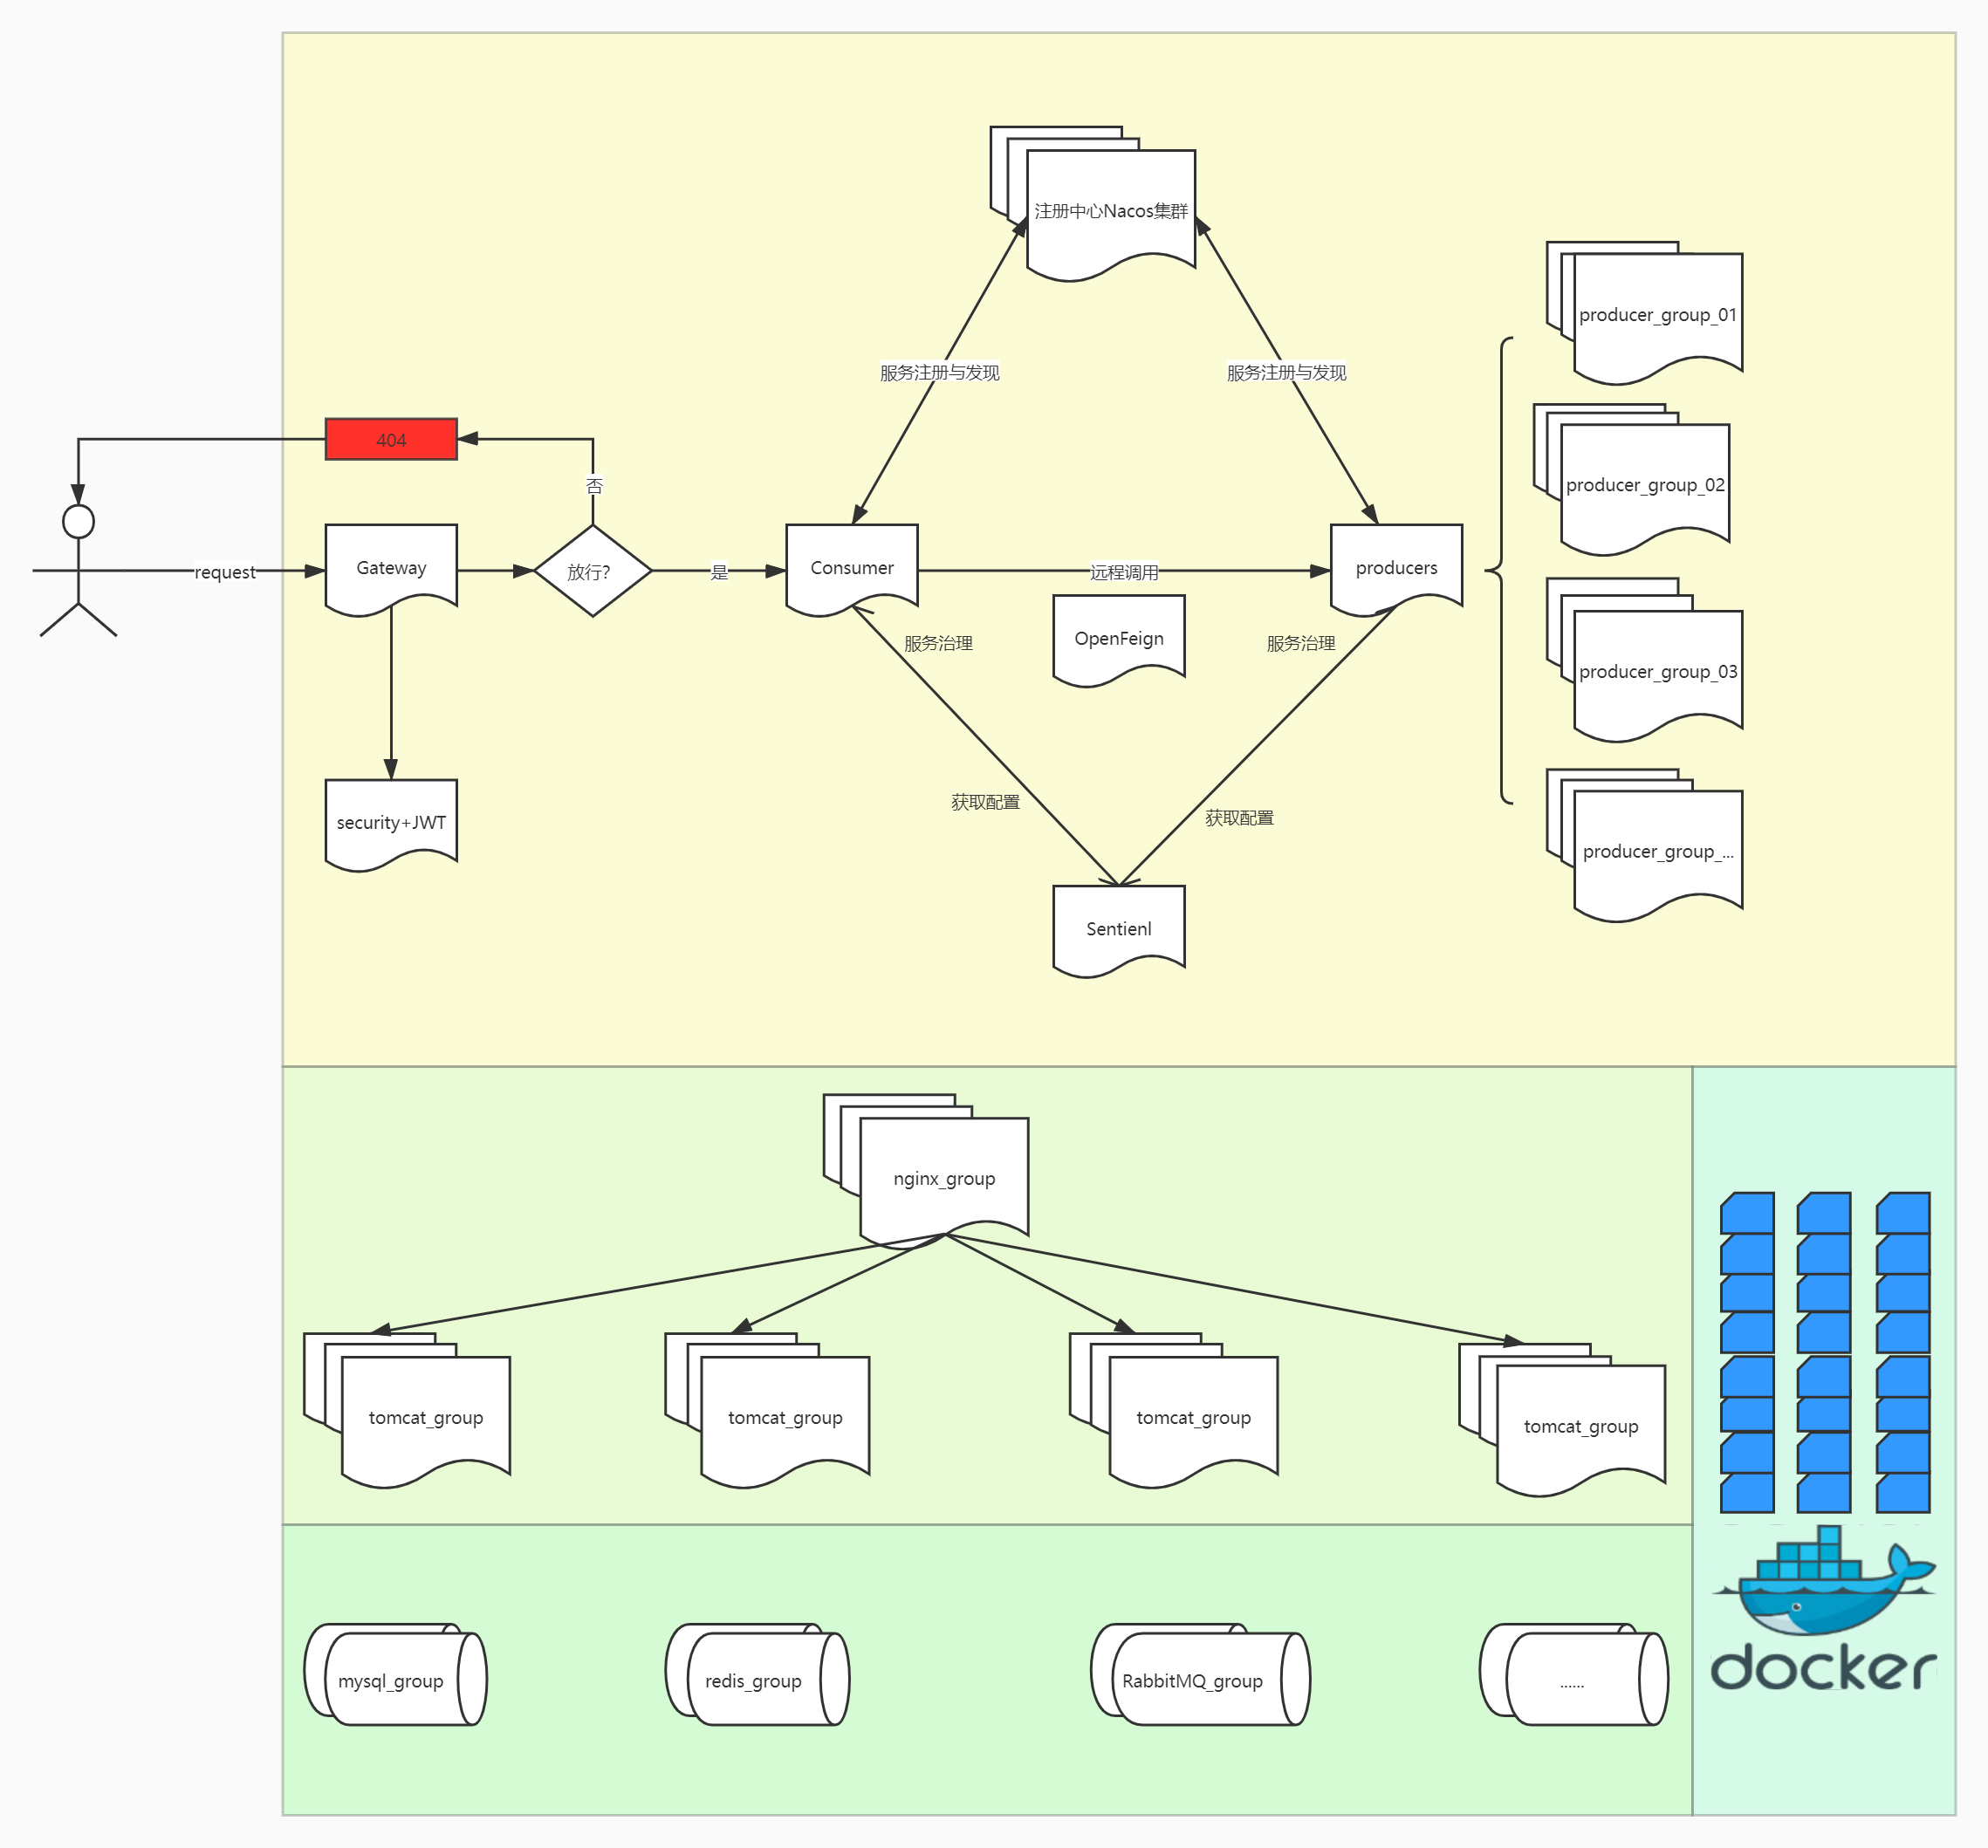 注册中心Nacos集群
producer_group_01
服务注册与发现
服务注册与发现
404
否
producer_group_02
request
Gateway
放行?
是
Consumer
远程调用
producers
OpenFeign
服务治理
服务治理
producer_group_03
获取配置
获取配置
security+JWT
producer_group_...
Sentienl
nginx_group
tomcat_group
tomcat_group
tomcat_group
tomcat_group
mysql_group
redis_group
RabbitMQ_group
......
docker